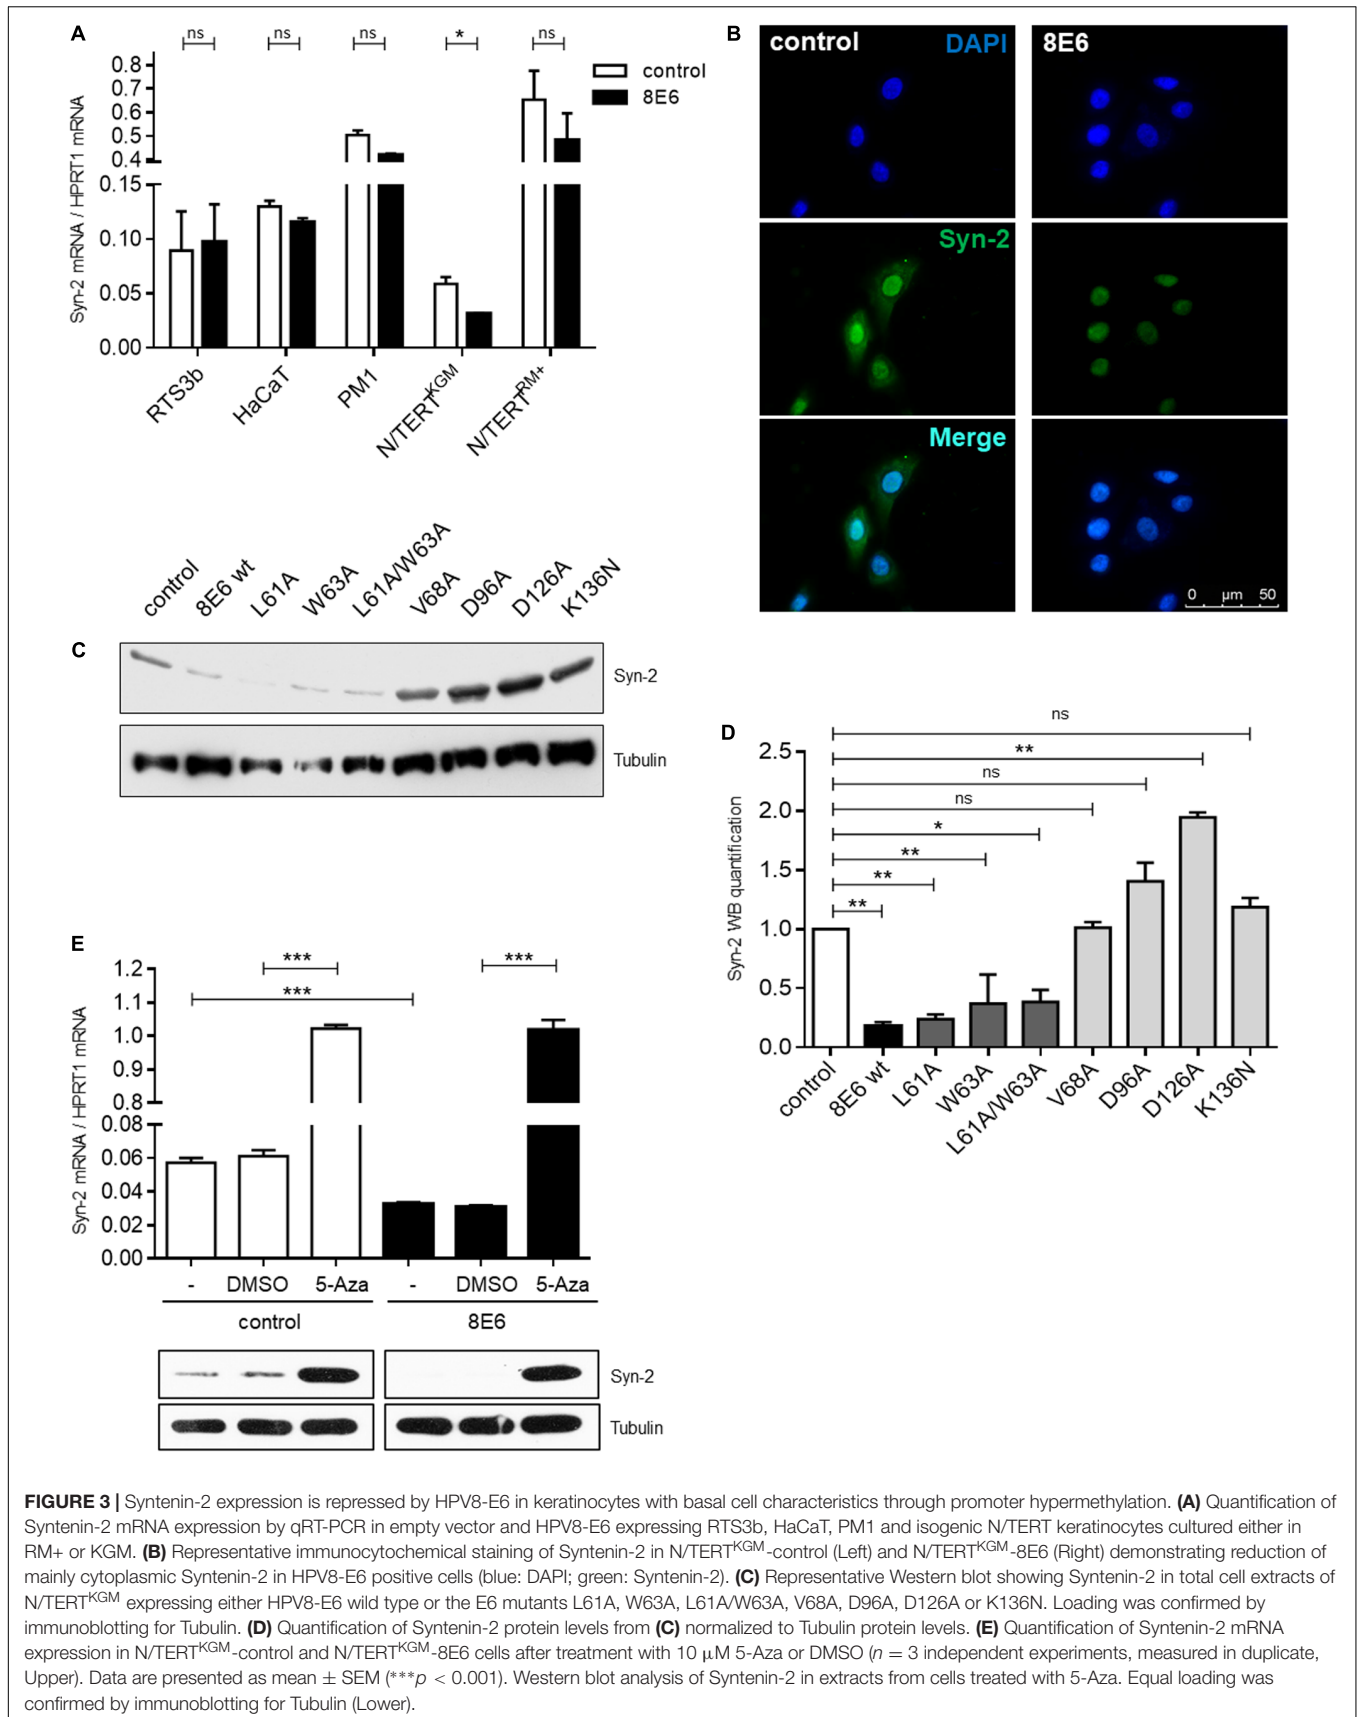 A
ns
ns
ns
*
ns
control
8E6
Syn-2 mRNA / HPRT1 mRNA
0.8
0.7
0.6
0.5
0.4
0.15
0.10
0.05
0.00
RTS3b
HaCaT
PM1
N/TERTKGM
N/TERTRM+
B
control
DAPI
8E6
Syn-2
Merge
0 µm 50
control
8E6 wt
L61A
W63A
L61A/W63A
V68A
D96A
D126A
K136N
C
Syn-2
Tubulin
D
ns
**
ns
ns
*
**
**
**
Syn-2 WB quantification
2.5
2.0
1.5
1.0
0.5
0.0
control
8E6 wt
L61A
W63A
L61A/W63A
V68A
D96A
D126A
K136N
E
***
***
***
Syn-2 mRNA / HPRT1 mRNA
1.2
1.1
1.0
0.9
0.8
0.08
0.06
0.04
0.02
0.00
- DMSO 5-Aza - DMSO 5-Aza
control 8E6
Syn-2
Tubulin
FIGURE 3 | Syntenin-2 expression is repressed by HPV8-E6 in keratinocytes with basal cell characteristics through promoter hypermethylation. (A) Quantification of
Syntenin-2 mRNA expression by qRT-PCR in empty vector and HPV8-E6 expressing RTS3b, HaCaT, PM1 and isogenic N/TERT keratinocytes cultured either in
RM+ or KGM. (B) Representative immunocytochemical staining of Syntenin-2 in N/TERTKGM-control (Left) and N/TERTKGM-8E6 (Right) demonstrating reduction of
mainly cytoplasmic Syntenin-2 in HPV8-E6 positive cells (blue: DAPI; green: Syntenin-2). (C) Representative Western blot showing Syntenin-2 in total cell extracts of
N/TERTKGM expressing either HPV8-E6 wild type or the E6 mutants L61A, W63A, L61A/W63A, V68A, D96A, D126A or K136N. Loading was confirmed by
immunoblotting for Tubulin. (D) Quantification of Syntenin-2 protein levels from (C) normalized to Tubulin protein levels. (E) Quantification of Syntenin-2 mRNA
expression in N/TERTKGM-control and N/TERTKGM-8E6 cells after treatment with 10 µM 5-Aza or DMSO (n = 3 independent experiments, measured in duplicate,
Upper). Data are presented as mean ± SEM (***p < 0.001). Western blot analysis of Syntenin-2 in extracts from cells treated with 5-Aza. Equal loading was
confirmed by immunoblotting for Tubulin (Lower).